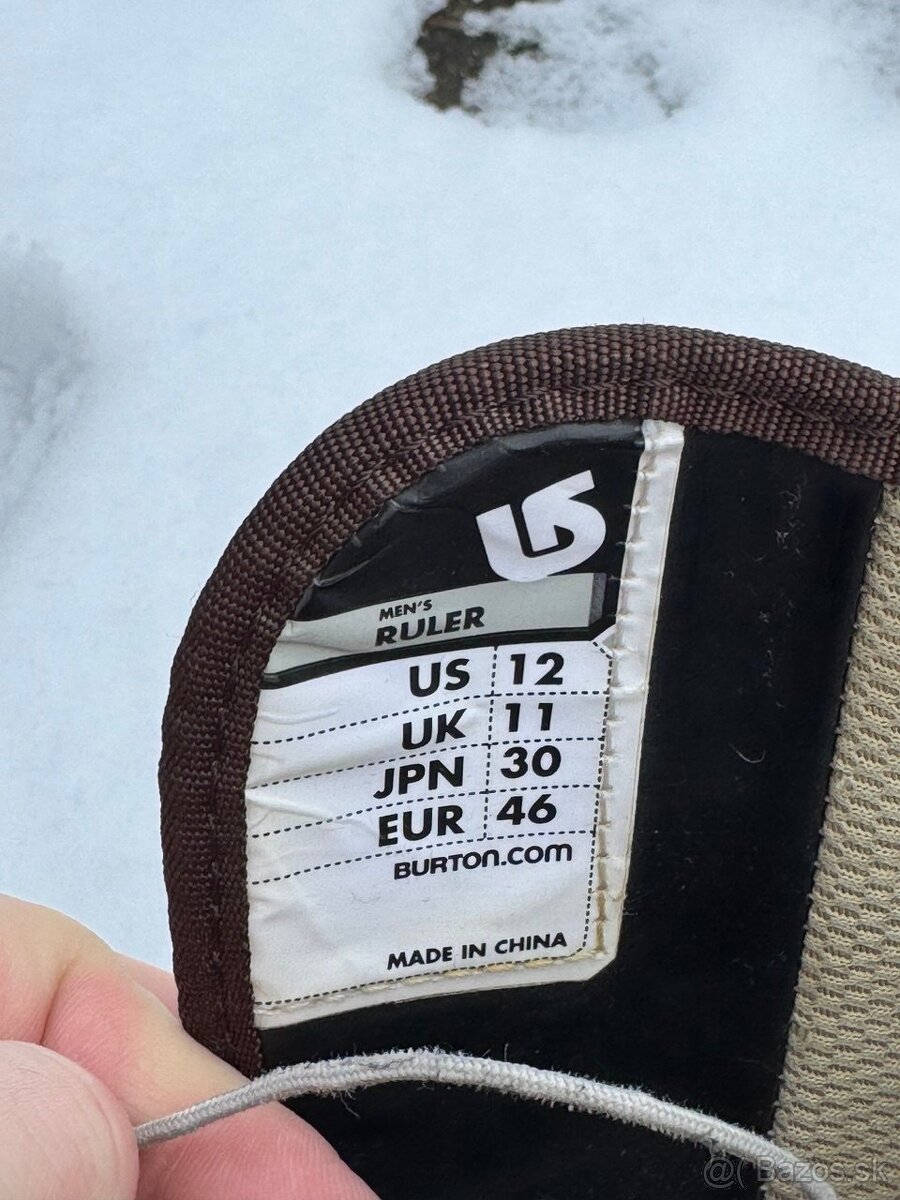 MEN'S
RULER
US 12
UK 11
JPN 30
EUR 46
BURTON.COM
MADE IN CHINA
Bazos.sk